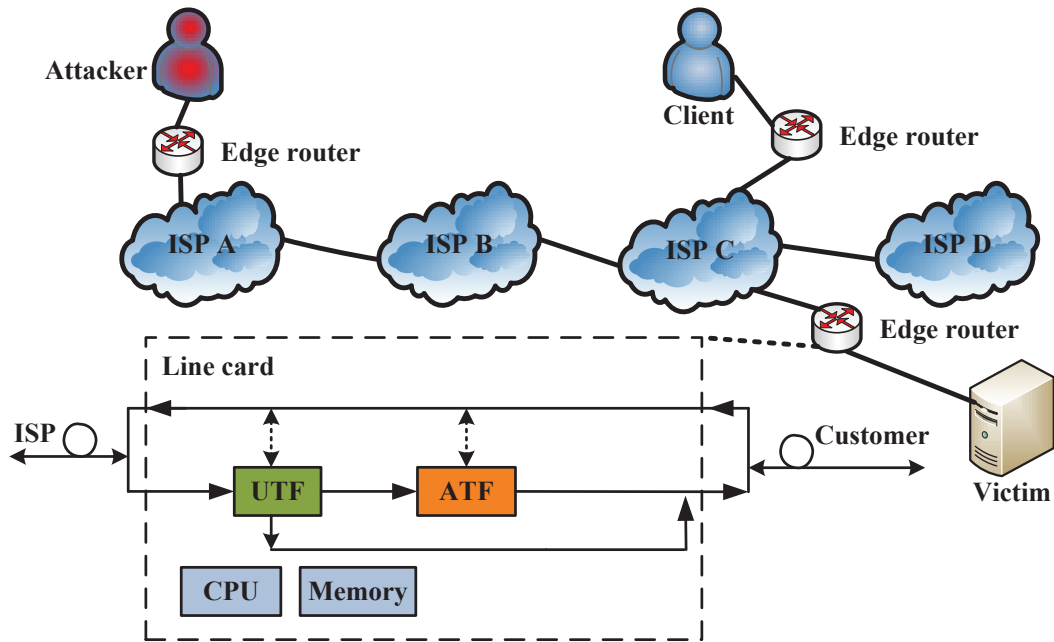 Attacker
Client
Edge router
Edge router
ISP A
ISP B
ISP C
ISP D
Edge router
Line card
ISP
Customer
UTF
ATF
Victim
CPU
Memory